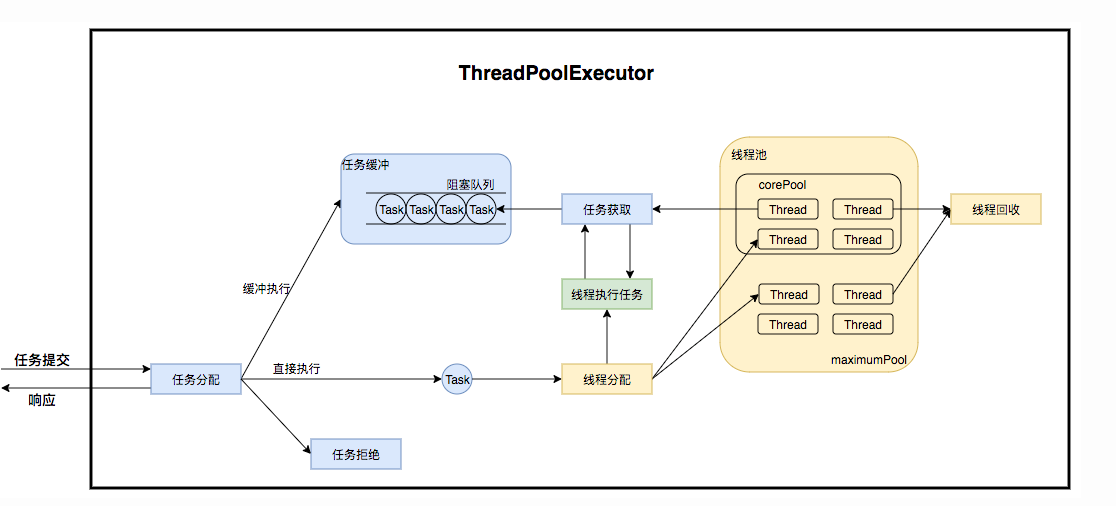 ThreadPoolExecutor
任务缓冲
阻塞队列
Task Task Task Task
任务获取
线程池
corePool
Thread Thread
Thread Thread
线程回收
缓冲执行
线程执行任务
Thread Thread
Thread Thread
maximumPool
任务提交
响应
任务分配
直接执行
Task
线程分配
任务拒绝